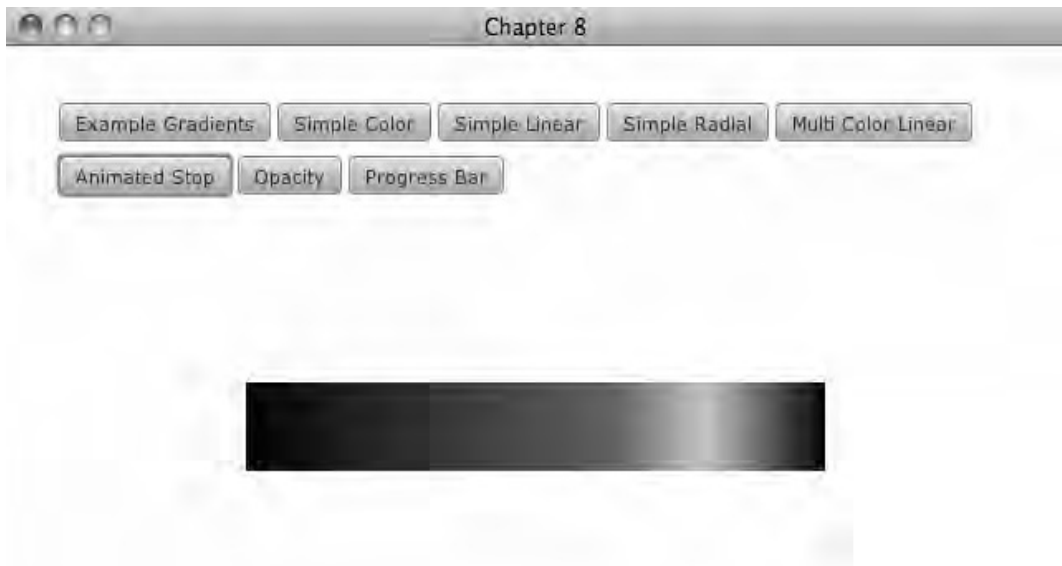 Chapter 8
Example Gradients Simple Color Simple Linear Simple Radial Multi Color Linear
Animated Stop Opacity Progress Bar